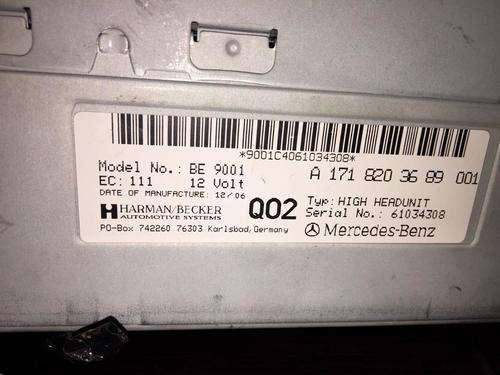 *9001C4061034308*
Model No.: BE 9001
A 171 820 36 89 001
EC: 111 12 Volt
DATE OF MANUFACTURE: 12/06
HARMAN/BECKER
AUTOMOTIVE SYSTEMS
Q02
Typ: HIGH HEADUNIT
Serial No.: 61034308
PO-Box 742260 76303 Karlsbad,Germany
Mercedes-Benz